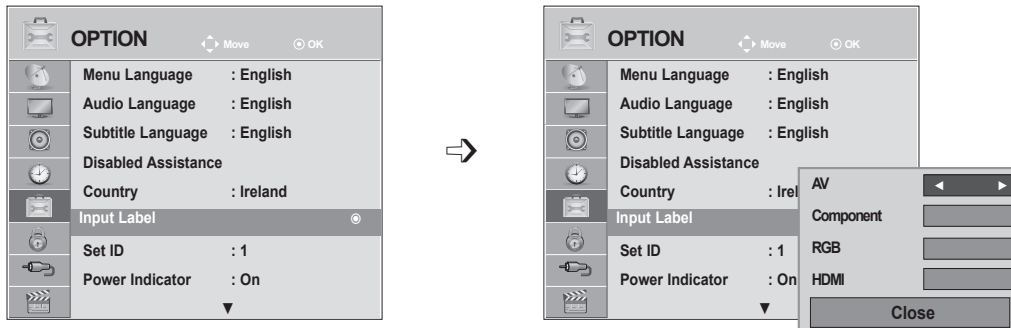 OPTION Move OK
Menu Language : English
Audio Language : English
Subtitle Language : English
Disabled Assistance
Country : Ireland
Input Label
Set ID : 1
Power Indicator : On
OPTION Move OK
Menu Language : English
Audio Language : English
Subtitle Language : English
Disabled Assistance
Country : Irel
Input Label
Set ID : 1
Power Indicator : On
AV
Component
RGB
HDMI
Close